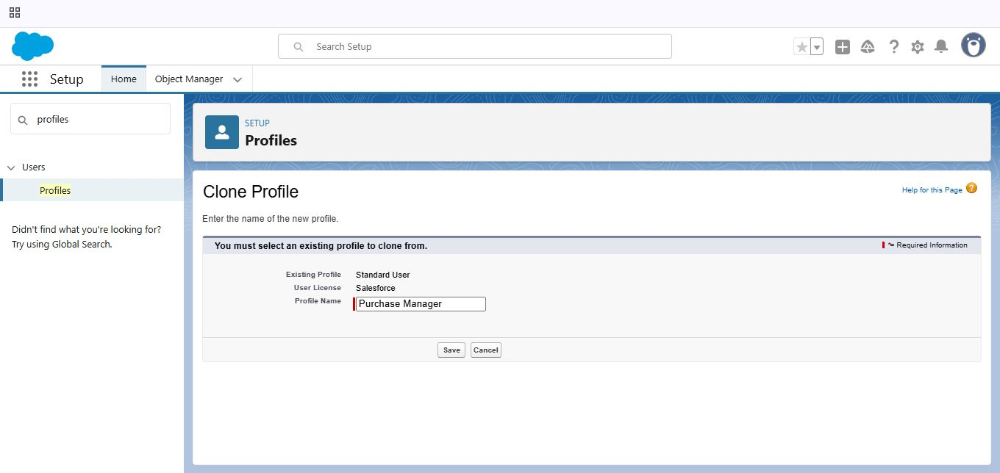 Search Setup
Setup
Home
Object Manager
profiles
Users
Profiles
Didn't find what you're looking for?
Try using Global Search.
SETUP
Profiles
Clone Profile
Help for this Page
?
Enter the name of the new profile.
You must select an existing profile to clone from.
= Required Information
Existing Profile Standard User
User License Salesforce
Profile Name Purchase Manager
Save Cancel